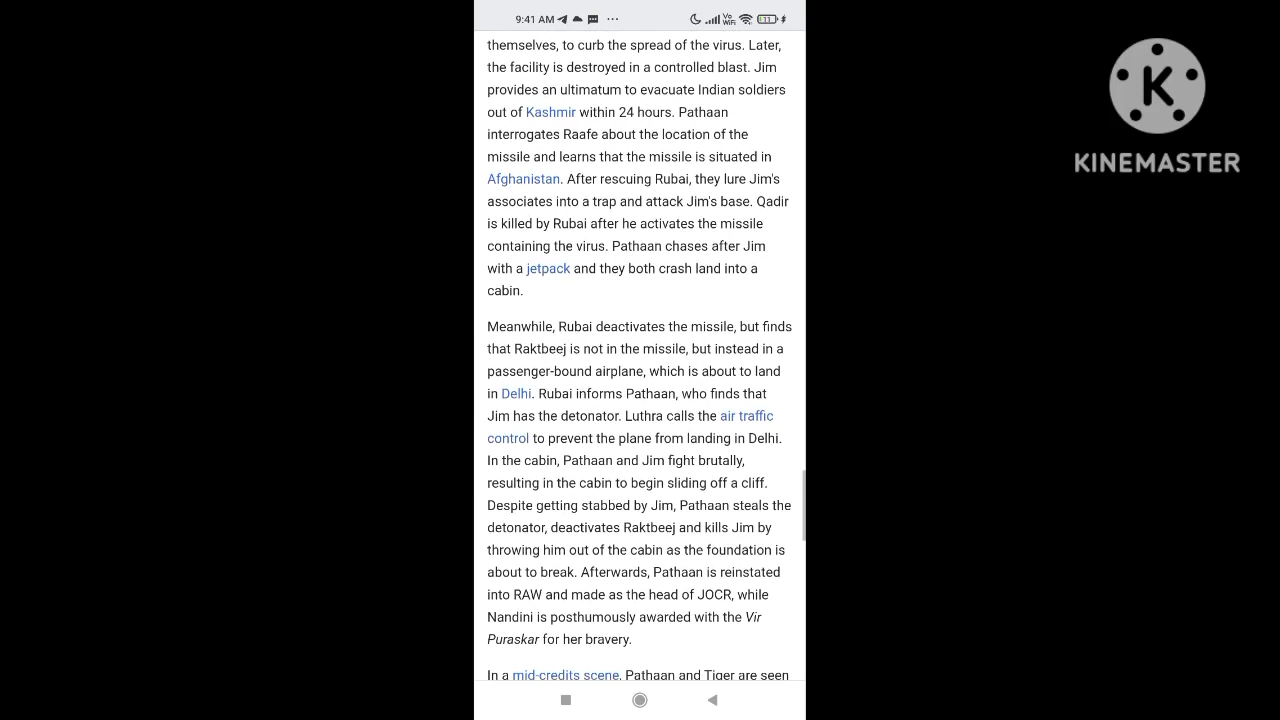 9:41 AM
Vo
WiFi
11
themselves, to curb the spread of the virus. Later,
the facility is destroyed in a controlled blast. Jim
provides an ultimatum to evacuate Indian soldiers
out of Kashmir within 24 hours. Pathaan
interrogates Raafe about the location of the
missile and learns that the missile is situated in
Afghanistan. After rescuing Rubai, they lure Jim's
associates into a trap and attack Jim's base. Qadir
is killed by Rubai after he activates the missile
containing the virus. Pathaan chases after Jim
with a jetpack and they both crash land into a
cabin.
Meanwhile, Rubai deactivates the missile, but finds
that Raktbeej is not in the missile, but instead in a
passenger-bound airplane, which is about to land
in Delhi. Rubai informs Pathaan, who finds that
Jim has the detonator. Luthra calls the air traffic
control to prevent the plane from landing in Delhi.
In the cabin, Pathaan and Jim fight brutally,
resulting in the cabin to begin sliding off a cliff.
Despite getting stabbed by Jim, Pathaan steals the
detonator, deactivates Raktbeej and kills Jim by
throwing him out of the cabin as the foundation is
about to break. Afterwards, Pathaan is reinstated
into RAW and made as the head of JOCR, while
Nandini is posthumously awarded with the Vir
Puraskar for her bravery.
In a mid-credits scene, Pathaan and Tiger are seen
K
KINEMASTER